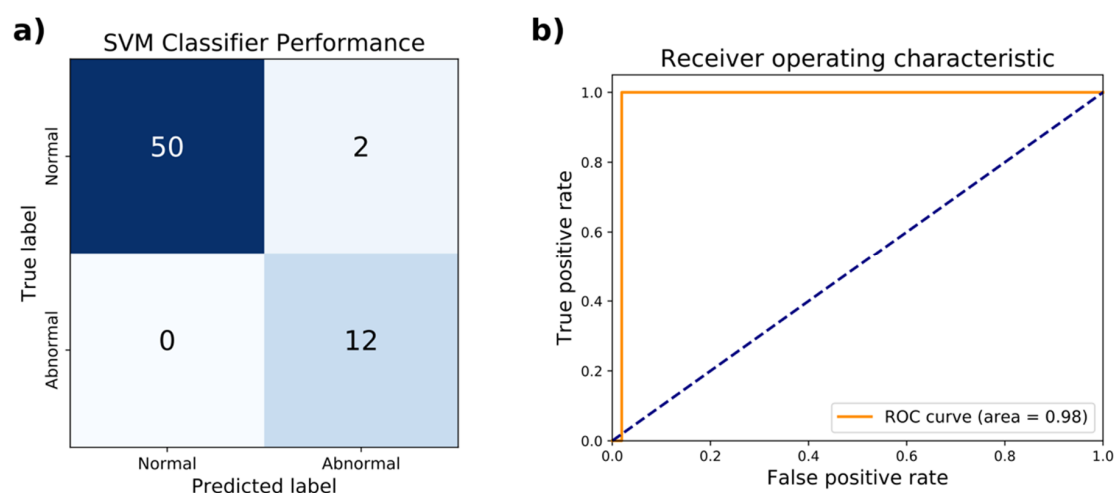 a)
SVM Classifier Performance
True label
Normal
50
2
Abnormal
0
12
Normal
Abnormal
Predicted label
b)
Receiver operating characteristic
True positive rate
1.0
0.8
0.6
0.4
0.2
0.0
ROC curve (area = 0.98)
0.0
0.2
0.4
0.6
0.8
1.0
False positive rate